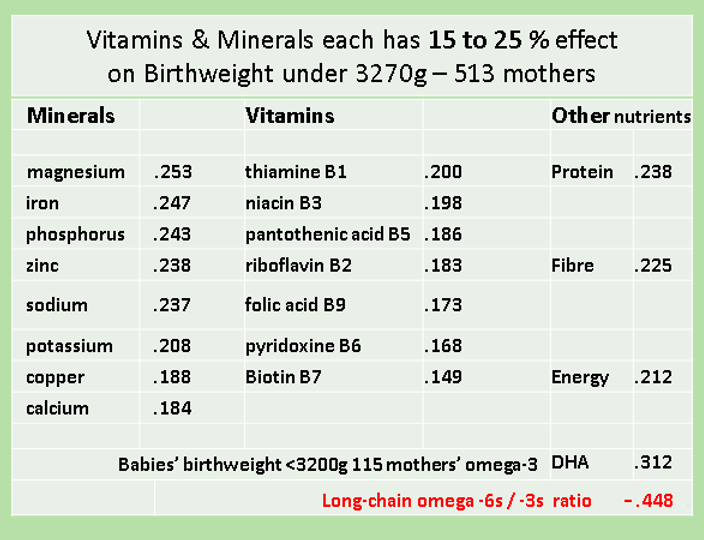 Vitamins & Minerals each has 15 to 25 % effect
on Birthweight under 3270g – 513 mothers
Minerals Vitamins Other nutrients
magnesium .253 thiamine B1 .200 Protein .238
iron .247 niacin B3 .198
phosphorus .243 pantothenic acid B5 .186
zinc .238 riboflavin B2 .183 Fibre .225
sodium .237 folic acid B9 .173
potassium .208 pyridoxine B6 .168
copper .188 Biotin B7 .149 Energy .212
calcium .184
Babies’ birthweight <3200g 115 mothers’ omega-3 DHA .312
Long-chain omega -6s / -3s ratio –.448